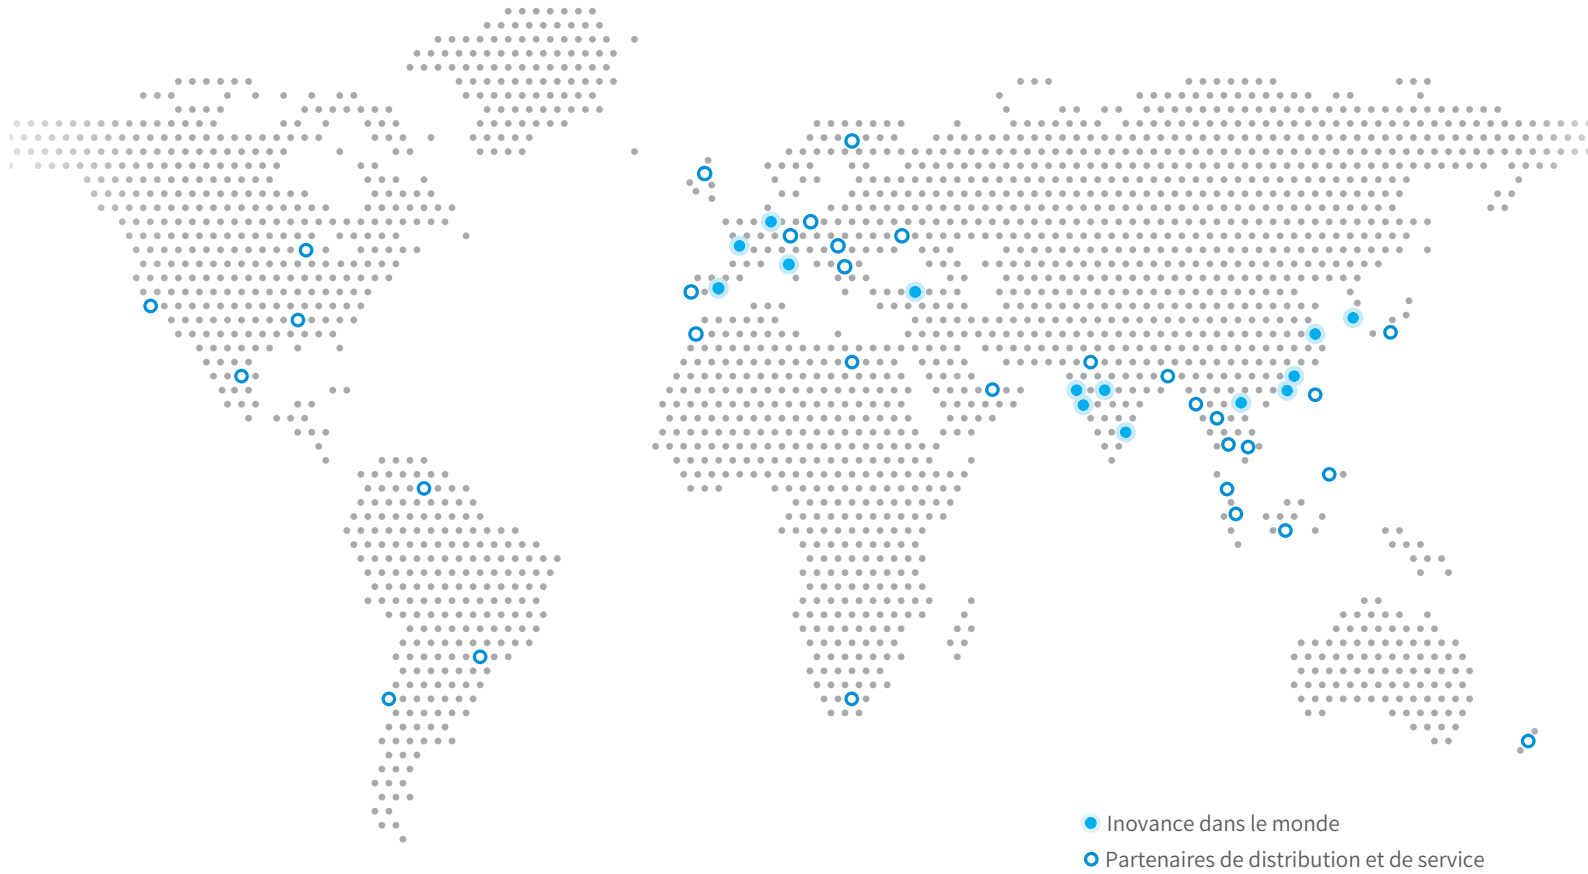 Inovance dans le monde
Partenaires de distribution et de service